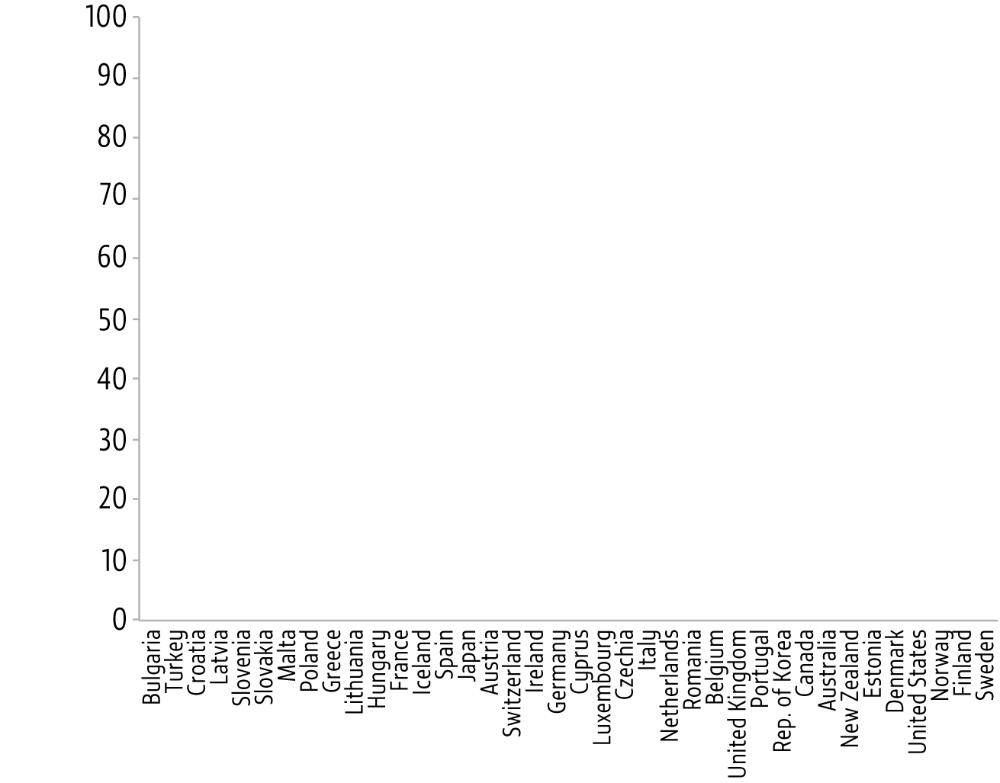 100
90
80
70
60
50
40
30
20
10
0
Bulgaria
Turkey
Croatia
Latvia
Slovenia
Slovakia
Malta
Poland
Greece
Lithuania
Hungary
France
Iceland
Spain
Japan
Austria
Switzerland
Ireland
Germany
Cyprus
Luxembourg
Czechia
Italy
Netherlands
Romania
Belgium
United Kingdom
Portugal
Rep. of Korea
Canada
Australia
New Zealand
Estonia
Denmark
United States
Norway
Finland
Sweden